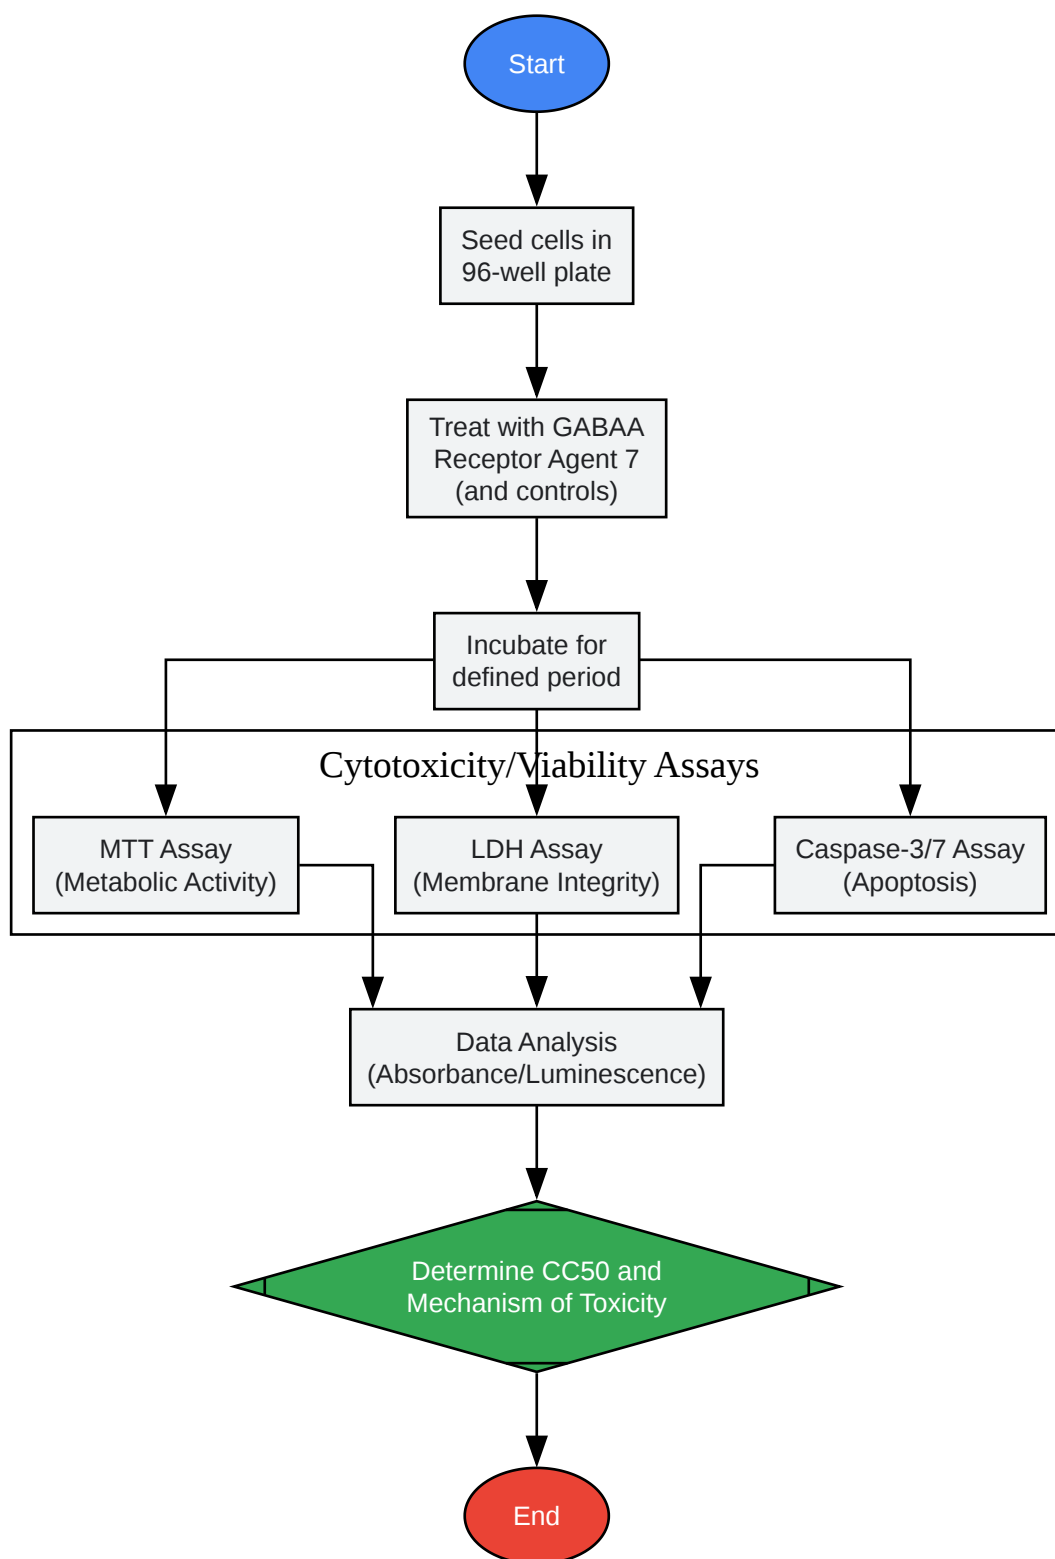 Start
Seed cells in
96-well plate
Treat with GABAA
Receptor Agent 7
(and controls)
Incubate for
defined period
Cytotoxicity/Viability Assays
MTT Assay
(Metabolic Activity)
LDH Assay
(Membrane Integrity)
Caspase-3/7 Assay
(Apoptosis)
Data Analysis
(Absorbance/Luminescence)
Determine CC50 and
Mechanism of Toxicity
End